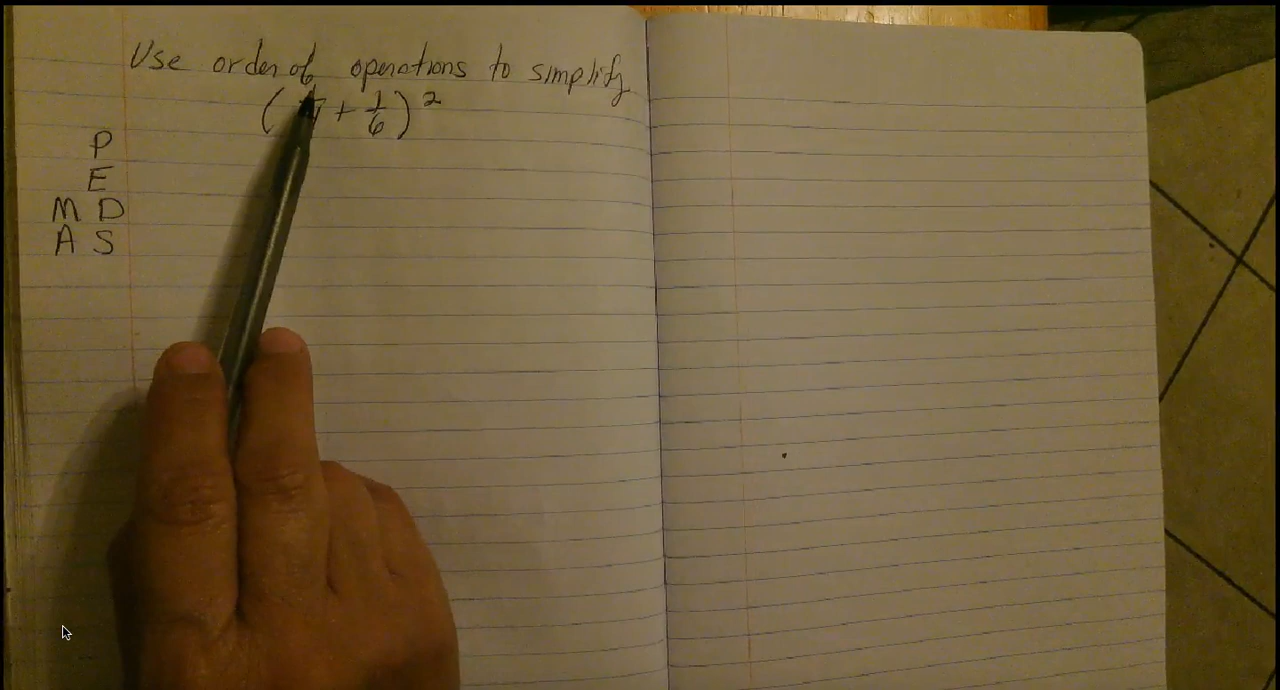 Use order of operations to simplify
( + 1/6)²
P
E
M D
A S